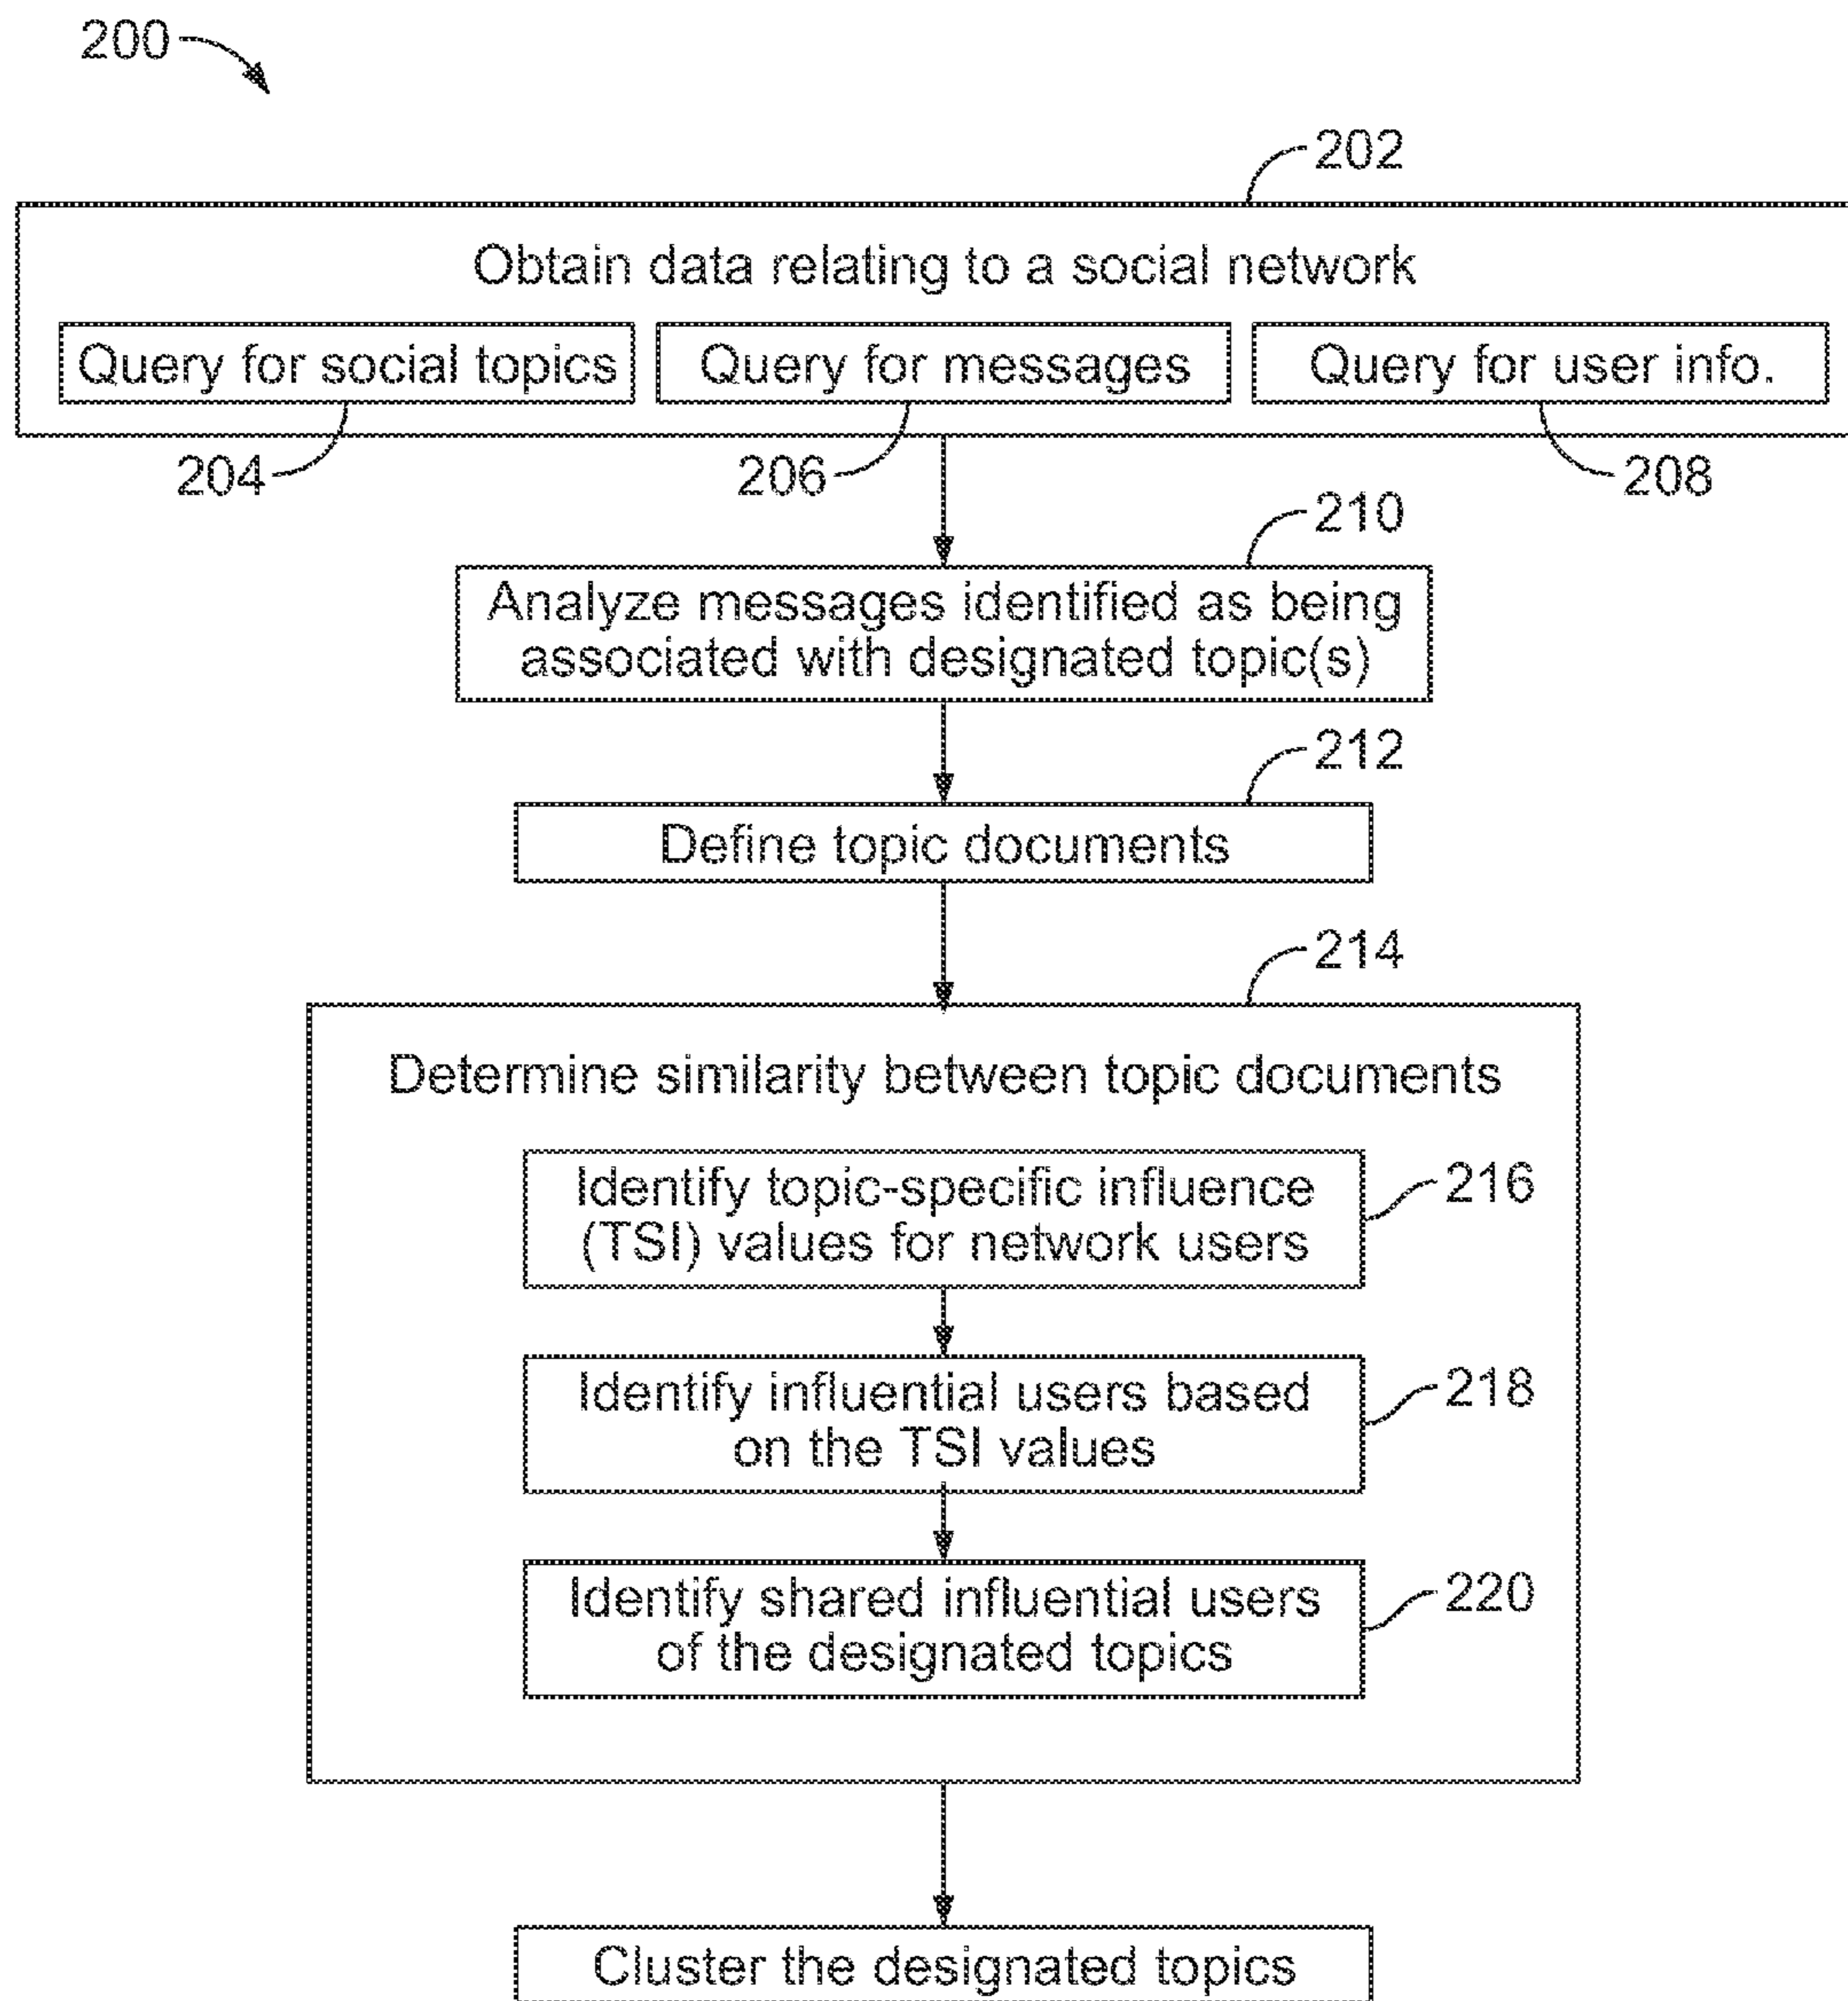 200
202
Obtain data relating to a social network
Query for social topics
Query for messages
Query for user info.
204
206
208
210
Analyze messages identified as being
associated with designated topic(s)
212
Define topic documents
214
Determine similarity between topic documents
Identify topic-specific influence
(TSI) values for network users
216
Identify influential users based
on the TSI values
218
Identify shared influential users
of the designated topics
220
Cluster the designated topics